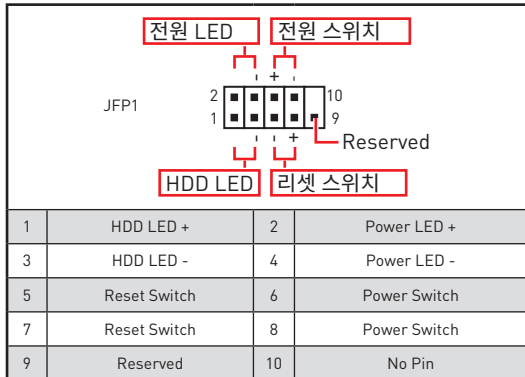 전원 LED 전원 스위치
- + -
JFP1
2 10
1 9
- - +
Reserved
HDD LED 리셋 스위치
1 HDD LED + 2 Power LED +
3 HDD LED - 4 Power LED -
5 Reset Switch 6 Power Switch
7 Reset Switch 8 Power Switch
9 Reserved 10 No Pin